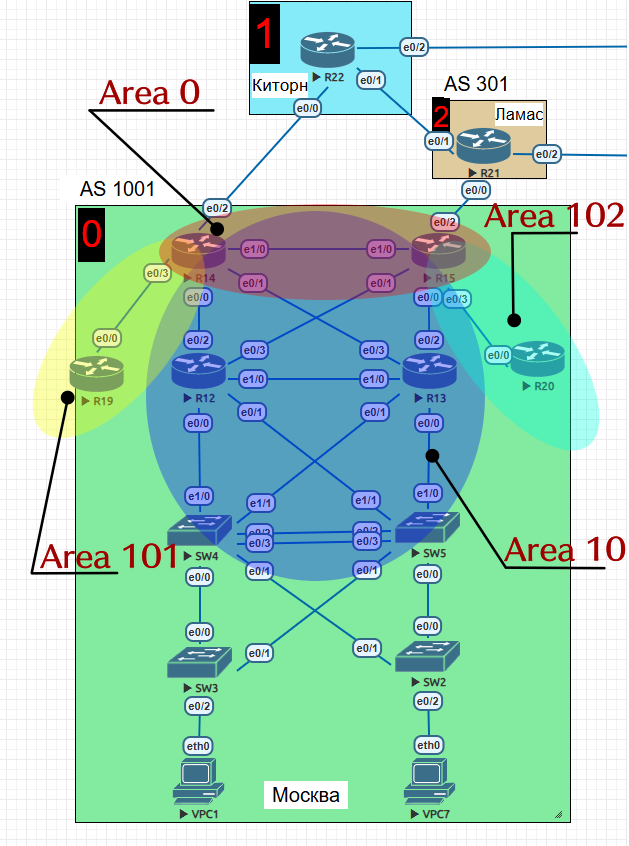 1
e0/2
R22
Киторн
e0/1
AS 301
Area 0
e0/0
2
Ламас
e0/1
e0/2
R21
AS 1001
e0/0
e0/2
e0/2
Area 102
0
e1/0
e1/0
R14
R15
e0/3
e0/1
e0/1
e0/0
e0/0
e0/3
e0/0
e0/2
e0/2
e0/3
e0/3
e0/0
R19
e1/0
e1/0
R20
R12
R13
e0/1
e0/1
e0/0
e0/0
e1/0
e1/1
e1/1
e1/0
e0/2
e0/2
e0/3
e0/3
Area 101
SW4
SW5
Area 10
e0/0
e0/1
e0/1
e0/0
e0/0
e0/0
e0/1
e0/1
SW3
SW2
e0/2
e0/2
eth0
eth0
Москва
VPC1
VPC7